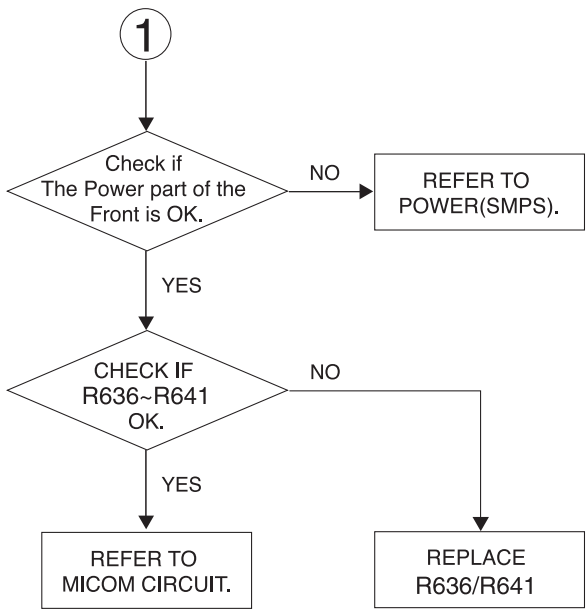 1
Check if
The Power part of the
Front is OK.
NO
REFER TO
POWER(SMPS).
YES
CHECK IF
R636~R641
OK.
NO
YES
REFER TO
MICOM CIRCUIT.
REPLACE
R636/R641